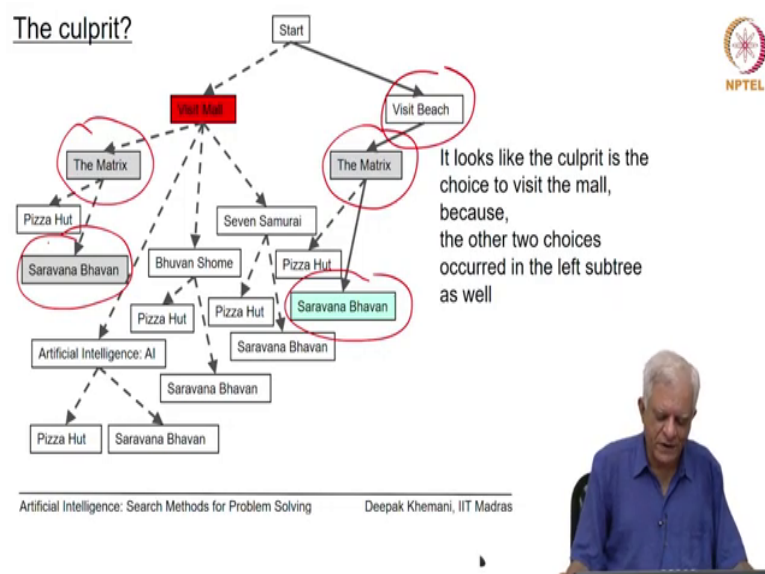 The culprit?
Start
NPTEL
Visit Mall
Visit Beach
The Matrix
The Matrix
It looks like the culprit is the
choice to visit the mall,
because,
the other two choices
occurred in the left subtree
as well
Pizza Hut
Seven Samurai
Saravana Bhavan
Bhuvan Shome
Pizza Hut
Saravana Bhavan
Pizza Hut
Pizza Hut
Saravana Bhavan
Artificial Intelligence: AI
Saravana Bhavan
Pizza Hut
Saravana Bhavan
Artificial Intelligence: Search Methods for Problem Solving
Deepak Khemani, IIT Madras